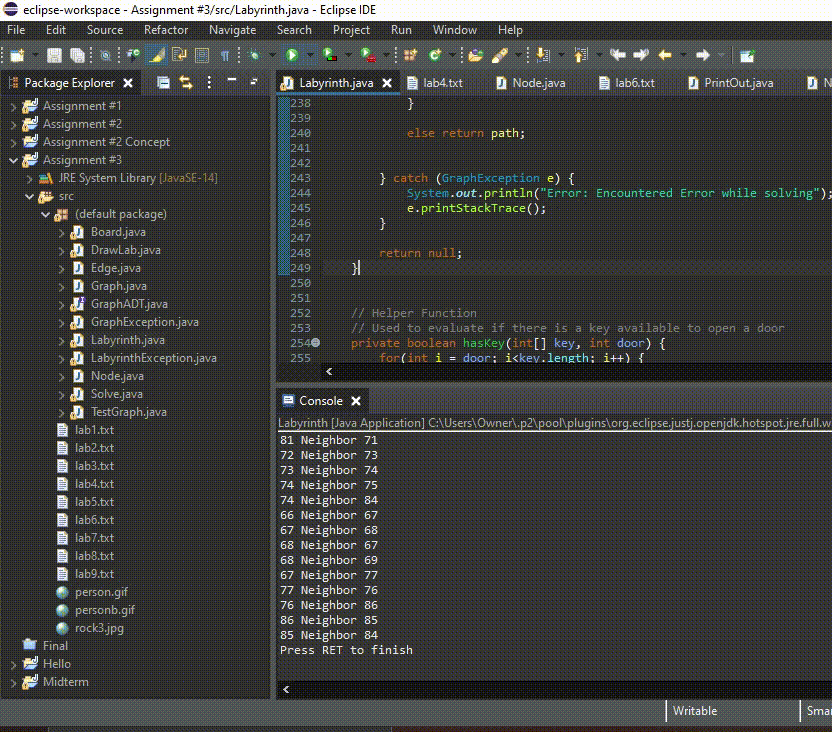 eclipse-workspace - Assignment #3/src/Labyrinth.java - Eclipse IDE
File Edit Source Refactor Navigate Search Project Run Window Help
Package Explorer
Assignment #1
Assignment #2
Assignment #2 Concept
Assignment #3
JRE System Library [JavaSE-14]
src
(default package)
Board.java
DrawLab.java
Edge.java
Graph.java
GraphADT.java
GraphException.java
Labyrinth.java
LabyrinthException.java
Node.java
Solve.java
TestGraph.java
lab1.txt
lab2.txt
lab3.txt
lab4.txt
lab5.txt
lab6.txt
lab7.txt
lab8.txt
lab9.txt
person.gif
personb.gif
rock3.jpg
Final
Hello
Midterm
Labyrinth.java lab4.txt Node.java lab6.txt PrintOut.java N
238 }
239
240 else return path;
241
242
243 } catch (GraphException e) {
244 System.out.println("Error: Encountered Error while solving");
245 e.printStackTrace();
246 }
247
248 return null;
249 }
250
251
252 // Helper Function
253 // Used to evaluate if there is a key available to open a door
254 private boolean hasKey(int[] key, int door) {
255 for(int i = door; i<key.length; i++) {
Console
Labyrinth [Java Application] C:\Users\Owner\.p2\pool\plugins\org.eclipse.justj.openjdk.hotspot.jre.full.w
81 Neighbor 71
72 Neighbor 73
73 Neighbor 74
74 Neighbor 75
74 Neighbor 84
66 Neighbor 67
67 Neighbor 68
68 Neighbor 67
68 Neighbor 69
67 Neighbor 77
77 Neighbor 76
76 Neighbor 86
86 Neighbor 85
85 Neighbor 84
Press RET to finish
Writable Smar